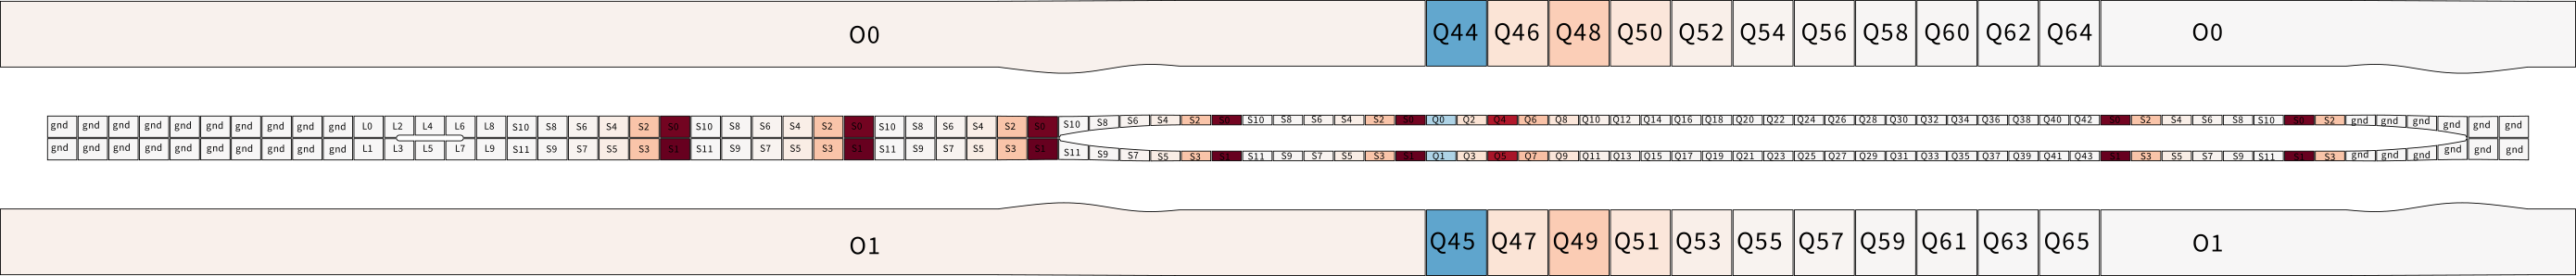 O0 Q44 Q46 Q48 Q50 Q52 Q54 Q56 Q58 Q60 Q62 Q64 O0
gnd gnd gnd gnd gnd gnd gnd gnd gnd gnd L0 L2 L4 L6 L8 S10 S8 S6 S4 S2 S0 S10 S8 S6 S4 S2 S0 S10 S8 S6 S4 S2 S0 S10 S8 S6 S4 S2 S0 S10 S8 S6 S4 S2 S0 Q0 Q2 Q4 Q6 Q8 Q10 Q12 Q14 Q16 Q18 Q20 Q22 Q24 Q26 Q28 Q30 Q32 Q34 Q36 Q38 Q40 Q42 S0 S2 S4 S6 S8 S10 S0 S2 gnd gnd gnd gnd gnd gnd
gnd gnd gnd gnd gnd gnd gnd gnd gnd gnd L1 L3 L5 L7 L9 S11 S9 S7 S5 S3 S1 S11 S9 S7 S5 S3 S1 S11 S9 S7 S5 S3 S1 S11 S9 S7 S5 S3 S1 S11 S9 S7 S5 S3 S1 Q1 Q3 Q5 Q7 Q9 Q11 Q13 Q15 Q17 Q19 Q21 Q23 Q25 Q27 Q29 Q31 Q33 Q35 Q37 Q39 Q41 Q43 S1 S3 S5 S7 S9 S11 S1 S3 gnd gnd gnd gnd gnd gnd
O1 Q45 Q47 Q49 Q51 Q53 Q55 Q57 Q59 Q61 Q63 Q65 O1